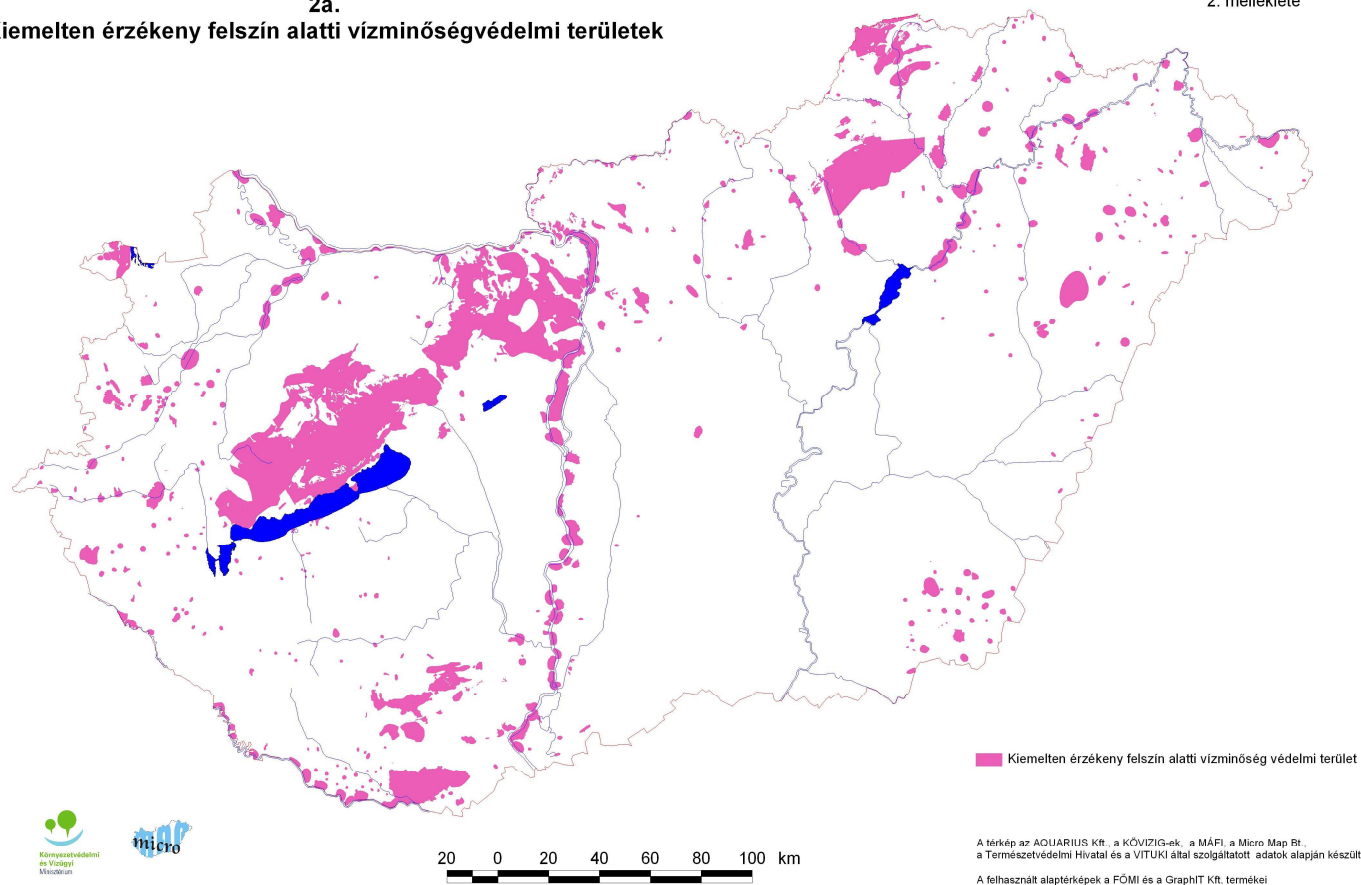 2a.
2. melléklete
iemelten érzékeny felszín alatti vízminőségvédelmi területek
Kiemelten érzékeny felszín alatti vízminőség védelmi terület
Környezetvédelmi
és Vízügyi
Minisztérium
micro
MAP
20 0 20 40 60 80 100 km
A térkép az AQUARIUS Kft., a KÖVIZIG-ek, a MÁFI, a Micro Map Bt.,
a Természetvédelmi Hivatal és a VITUKI által szolgáltatott adatok alapján készült
A felhasznált alaptérképek a FÖMI és a GraphIT Kft. termékei